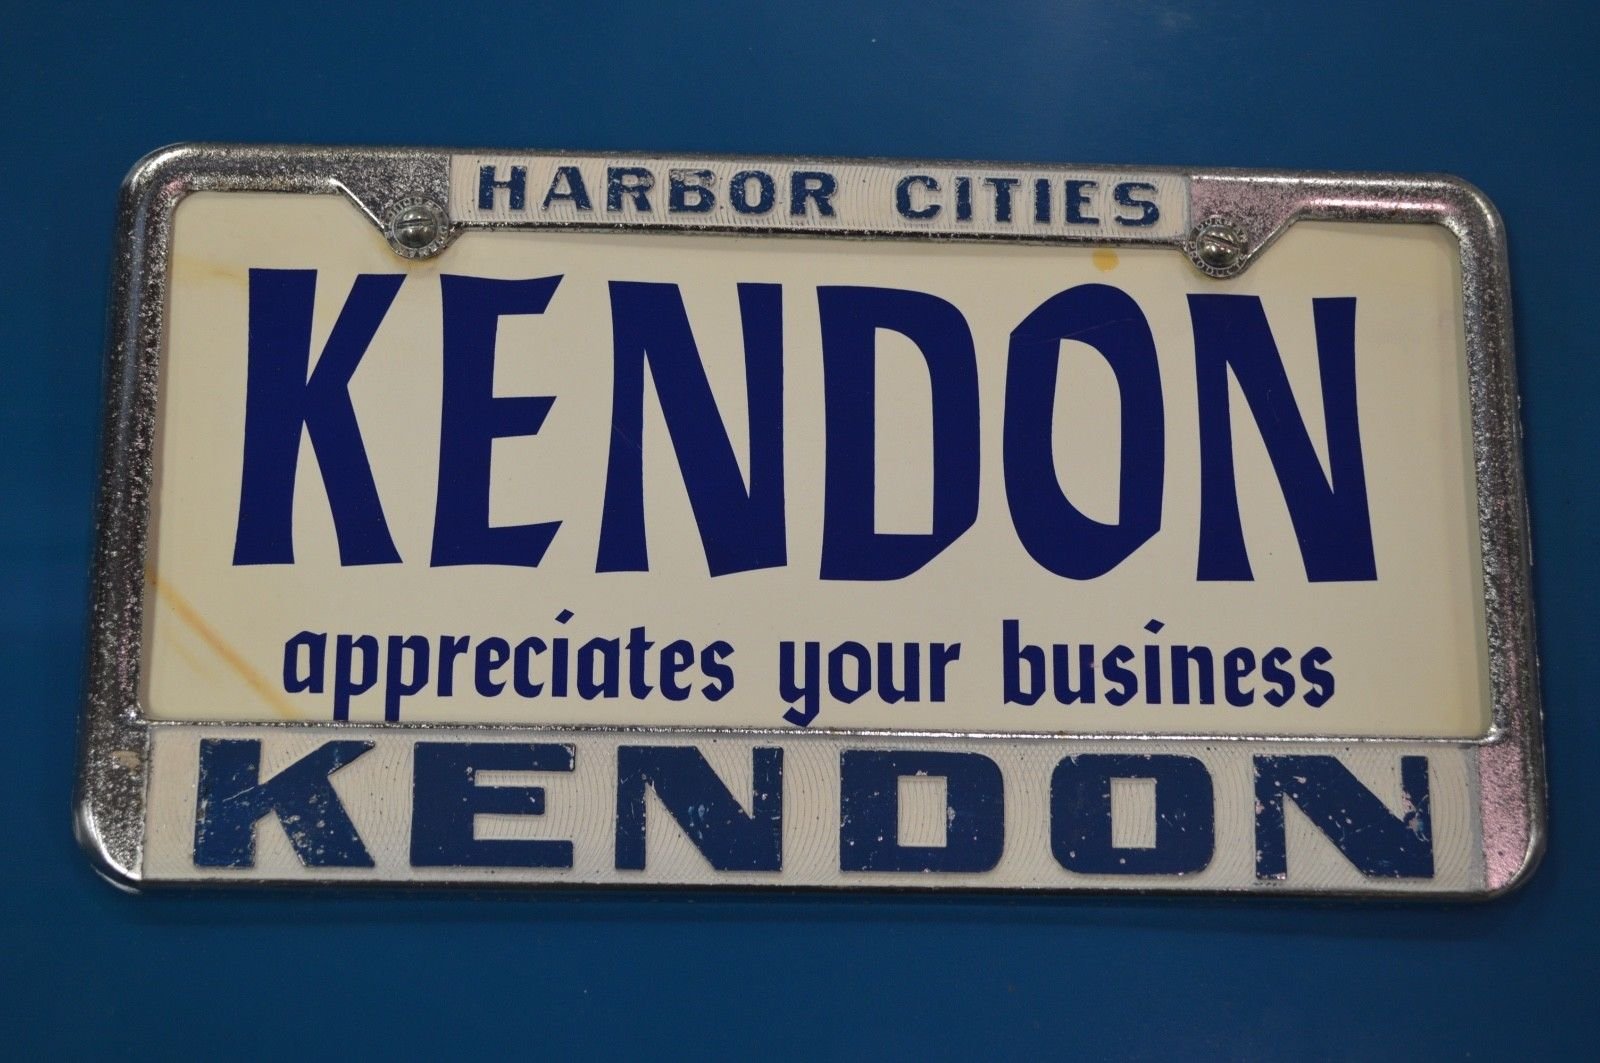 HARBOR CITIES
KENDON
appreciates your business
KENDON